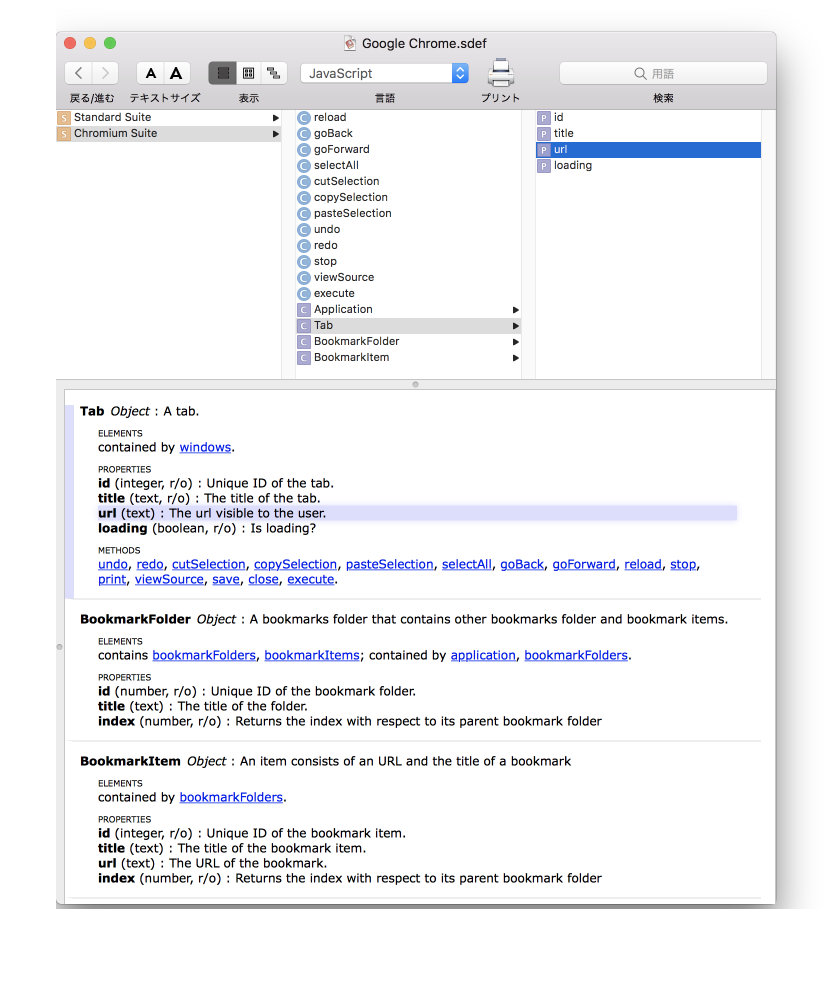 Google Chrome.sdef
A A
JavaScript
用語
戻る/進む テキストサイズ 表示 言語 プリント 検索
S Standard Suite
S Chromium Suite
C reload
C goBack
C goForward
C selectAll
C cutSelection
C copySelection
C pasteSelection
C undo
C redo
C stop
C viewSource
C execute
C Application
C Tab
C BookmarkFolder
C BookmarkItem
P id
P title
P url
P loading
Tab Object : A tab.
ELEMENTS
contained by windows.
PROPERTIES
id (integer, r/o) : Unique ID of the tab.
title (text, r/o) : The title of the tab.
url (text) : The url visible to the user.
loading (boolean, r/o) : Is loading?
METHODS
undo, redo, cutSelection, copySelection, pasteSelection, selectAll, goBack, goForward, reload, stop,
print, viewSource, save, close, execute.
BookmarkFolder Object : A bookmarks folder that contains other bookmarks folder and bookmark items.
ELEMENTS
contains bookmarkFolders, bookmarkItems; contained by application, bookmarkFolders.
PROPERTIES
id (number, r/o) : Unique ID of the bookmark folder.
title (text) : The title of the folder.
index (number, r/o) : Returns the index with respect to its parent bookmark folder
BookmarkItem Object : An item consists of an URL and the title of a bookmark
ELEMENTS
contained by bookmarkFolders.
PROPERTIES
id (integer, r/o) : Unique ID of the bookmark item.
title (text) : The title of the bookmark item.
url (text) : The URL of the bookmark.
index (number, r/o) : Returns the index with respect to its parent bookmark folder